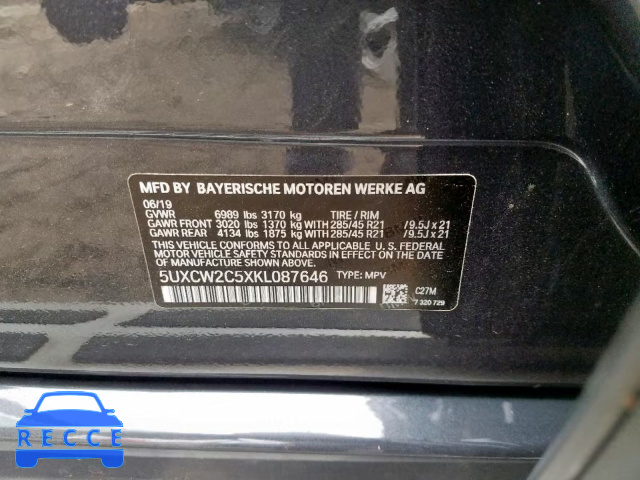 MFD BY BAYERISCHE MOTOREN WERKE AG
06/19
GVWR 6989 lbs 3170 kg TIRE / RIM
GAWR FRONT 3020 lbs 1370 kg WITH 285/45 R21 /9.5J x 21
GAWR REAR 4134 lbs 1875 kg WITH 285/45 R21 /9.5J x 21
THIS VEHICLE CONFORMS TO ALL APPLICABLE U. S. FEDERAL
MOTOR VEHICLE SAFETY STANDARDS IN EFFECT ON THE DATE
OF MANUFACTURE SHOWN ABOVE.
5UXCW2C5XKL087646 TYPE: MPV
C27M
7 320 729
RECCE